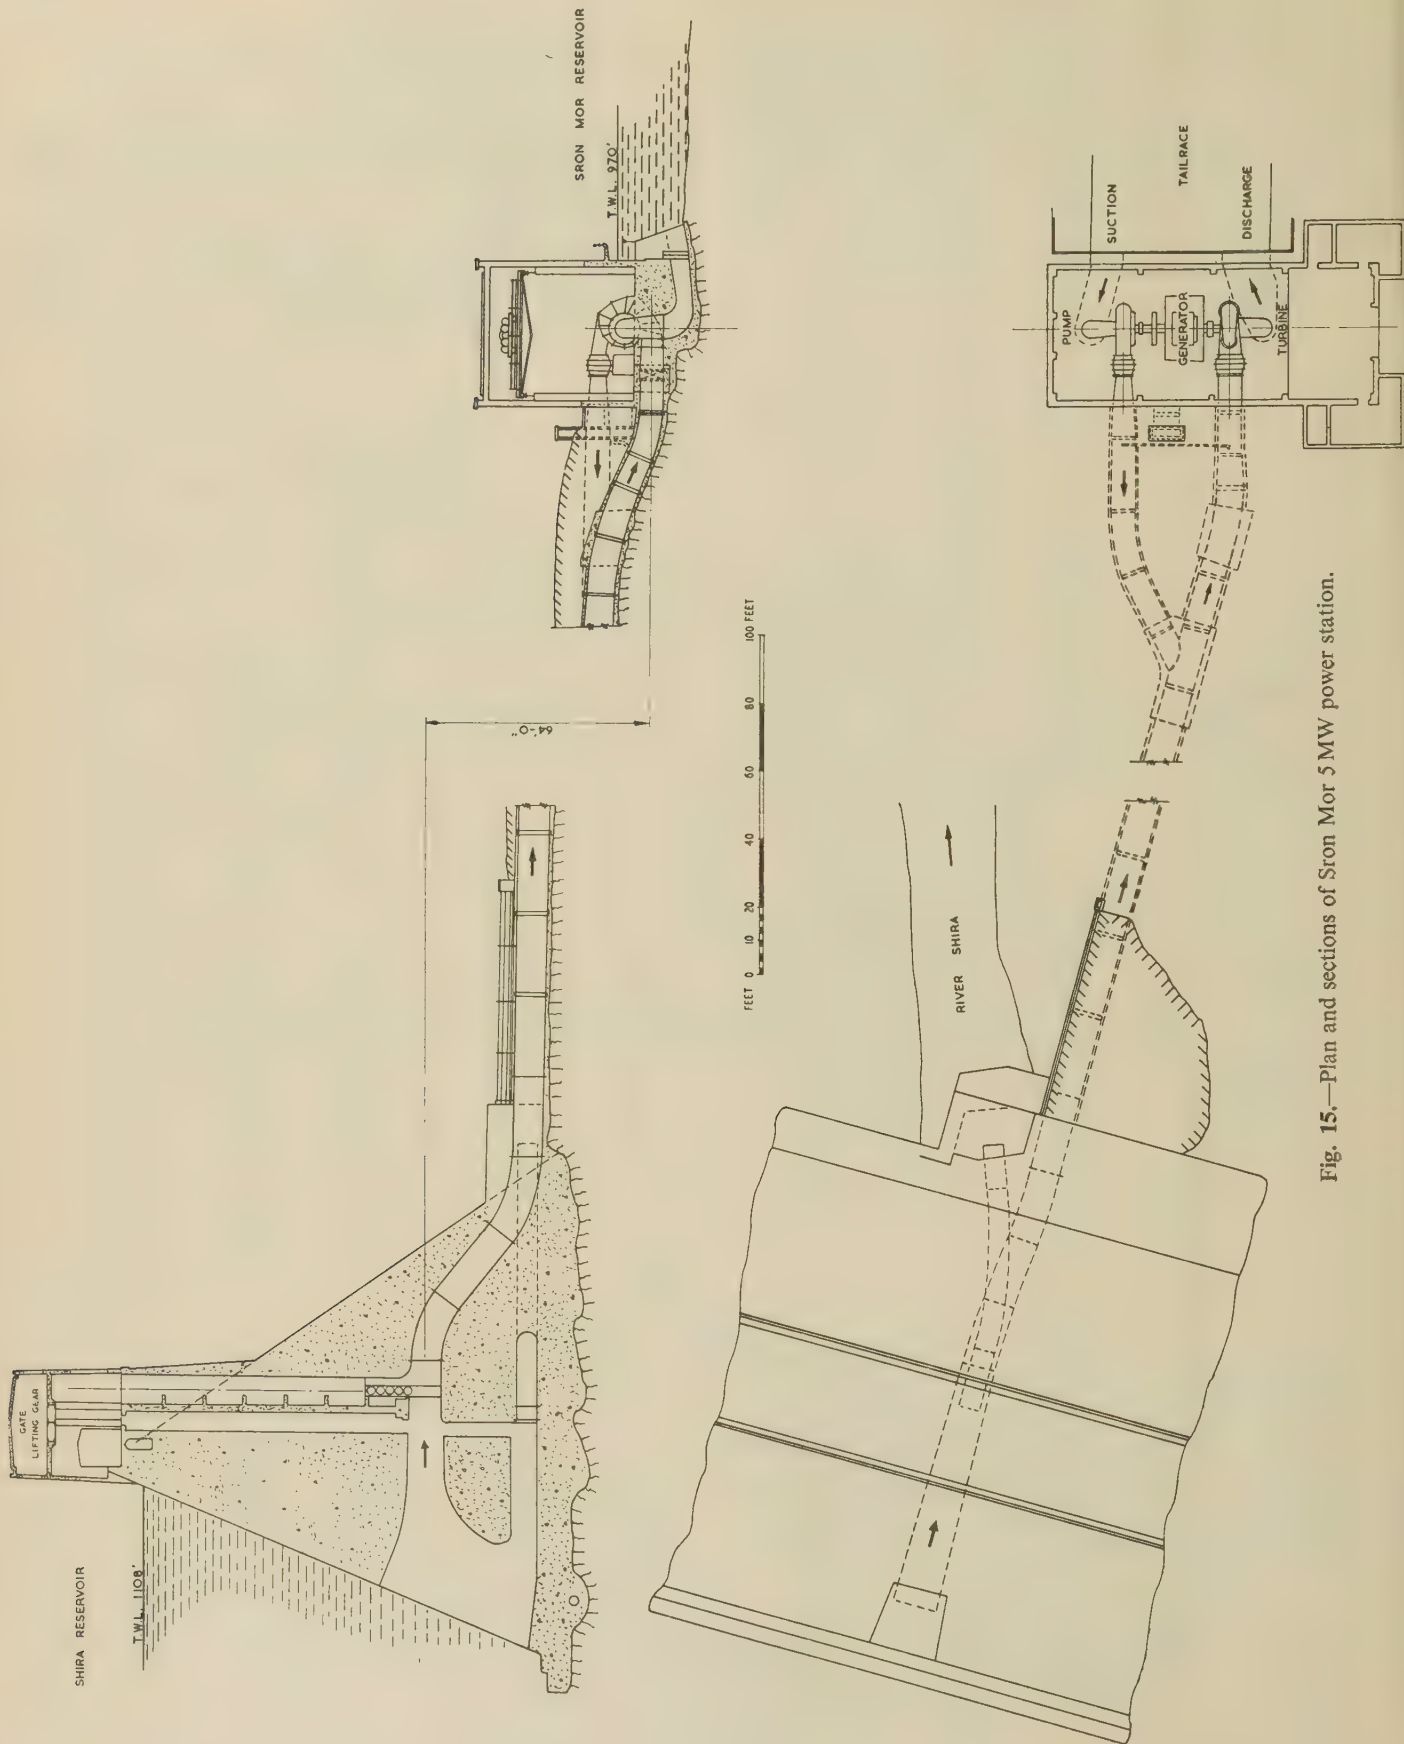 SHIRA RESERVOIR
T.W.L. 1108'
GATE
LIFTING GEAR
64'-0"
SRON MOR RESERVOIR
T.W.L. 970'
FEET 0 10 20 40 60 80 100 FEET
RIVER SHIRA
PUMP
GENERATOR
TURBINE
SUCTION
TAILRACE
DISCHARGE
Fig. 15.—Plan and sections of Sron Mor 5 MW power station.